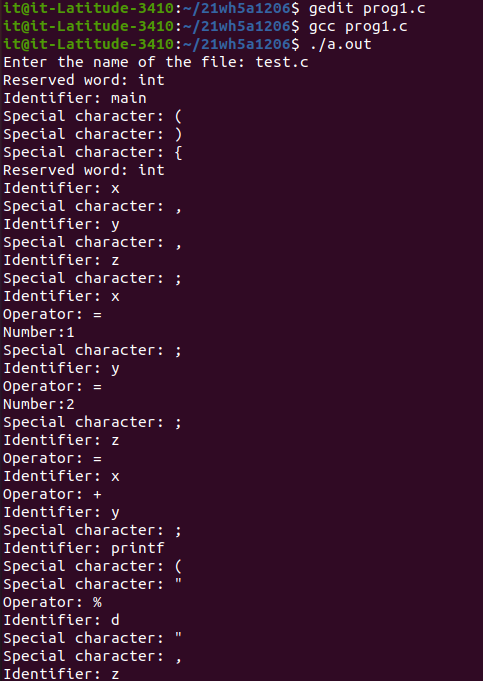 it@it-Latitude-3410:~/21wh5a1206$ gedit prog1.c
it@it-Latitude-3410:~/21wh5a1206$ gcc prog1.c
it@it-Latitude-3410:~/21wh5a1206$ ./a.out
Enter the name of the file: test.c
Reserved word: int
Identifier: main
Special character: (
Special character: )
Special character: {
Reserved word: int
Identifier: x
Special character: ,
Identifier: y
Special character: ,
Identifier: z
Special character: ;
Identifier: x
Operator: =
Number:1
Special character: ;
Identifier: y
Operator: =
Number:2
Special character: ;
Identifier: z
Operator: =
Identifier: x
Operator: +
Identifier: y
Special character: ;
Identifier: printf
Special character: (
Special character: "
Operator: %
Identifier: d
Special character: "
Special character: ,
Identifier: z